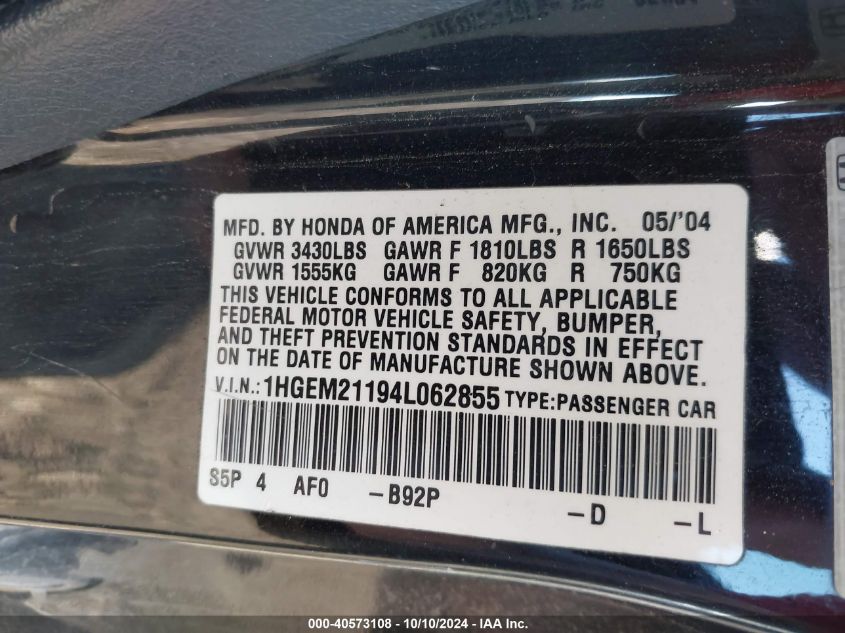 MFD. BY HONDA OF AMERICA MFG., INC. 05/'04
GVWR 3430LBS GAWR F 1810LBS R 1650LBS
GVWR 1555KG GAWR F 820KG R 750KG
THIS VEHICLE CONFORMS TO ALL APPLICABLE
FEDERAL MOTOR VEHICLE SAFETY, BUMPER,
AND THEFT PREVENTION STANDARDS IN EFFECT
ON THE DATE OF MANUFACTURE SHOWN ABOVE.
V.I.N.: 1HGEM21194L062855 TYPE:PASSENGER CAR
S5P 4 AF0 -B92P
-D -L
000-40573108 - 10/10/2024 - IAA Inc.